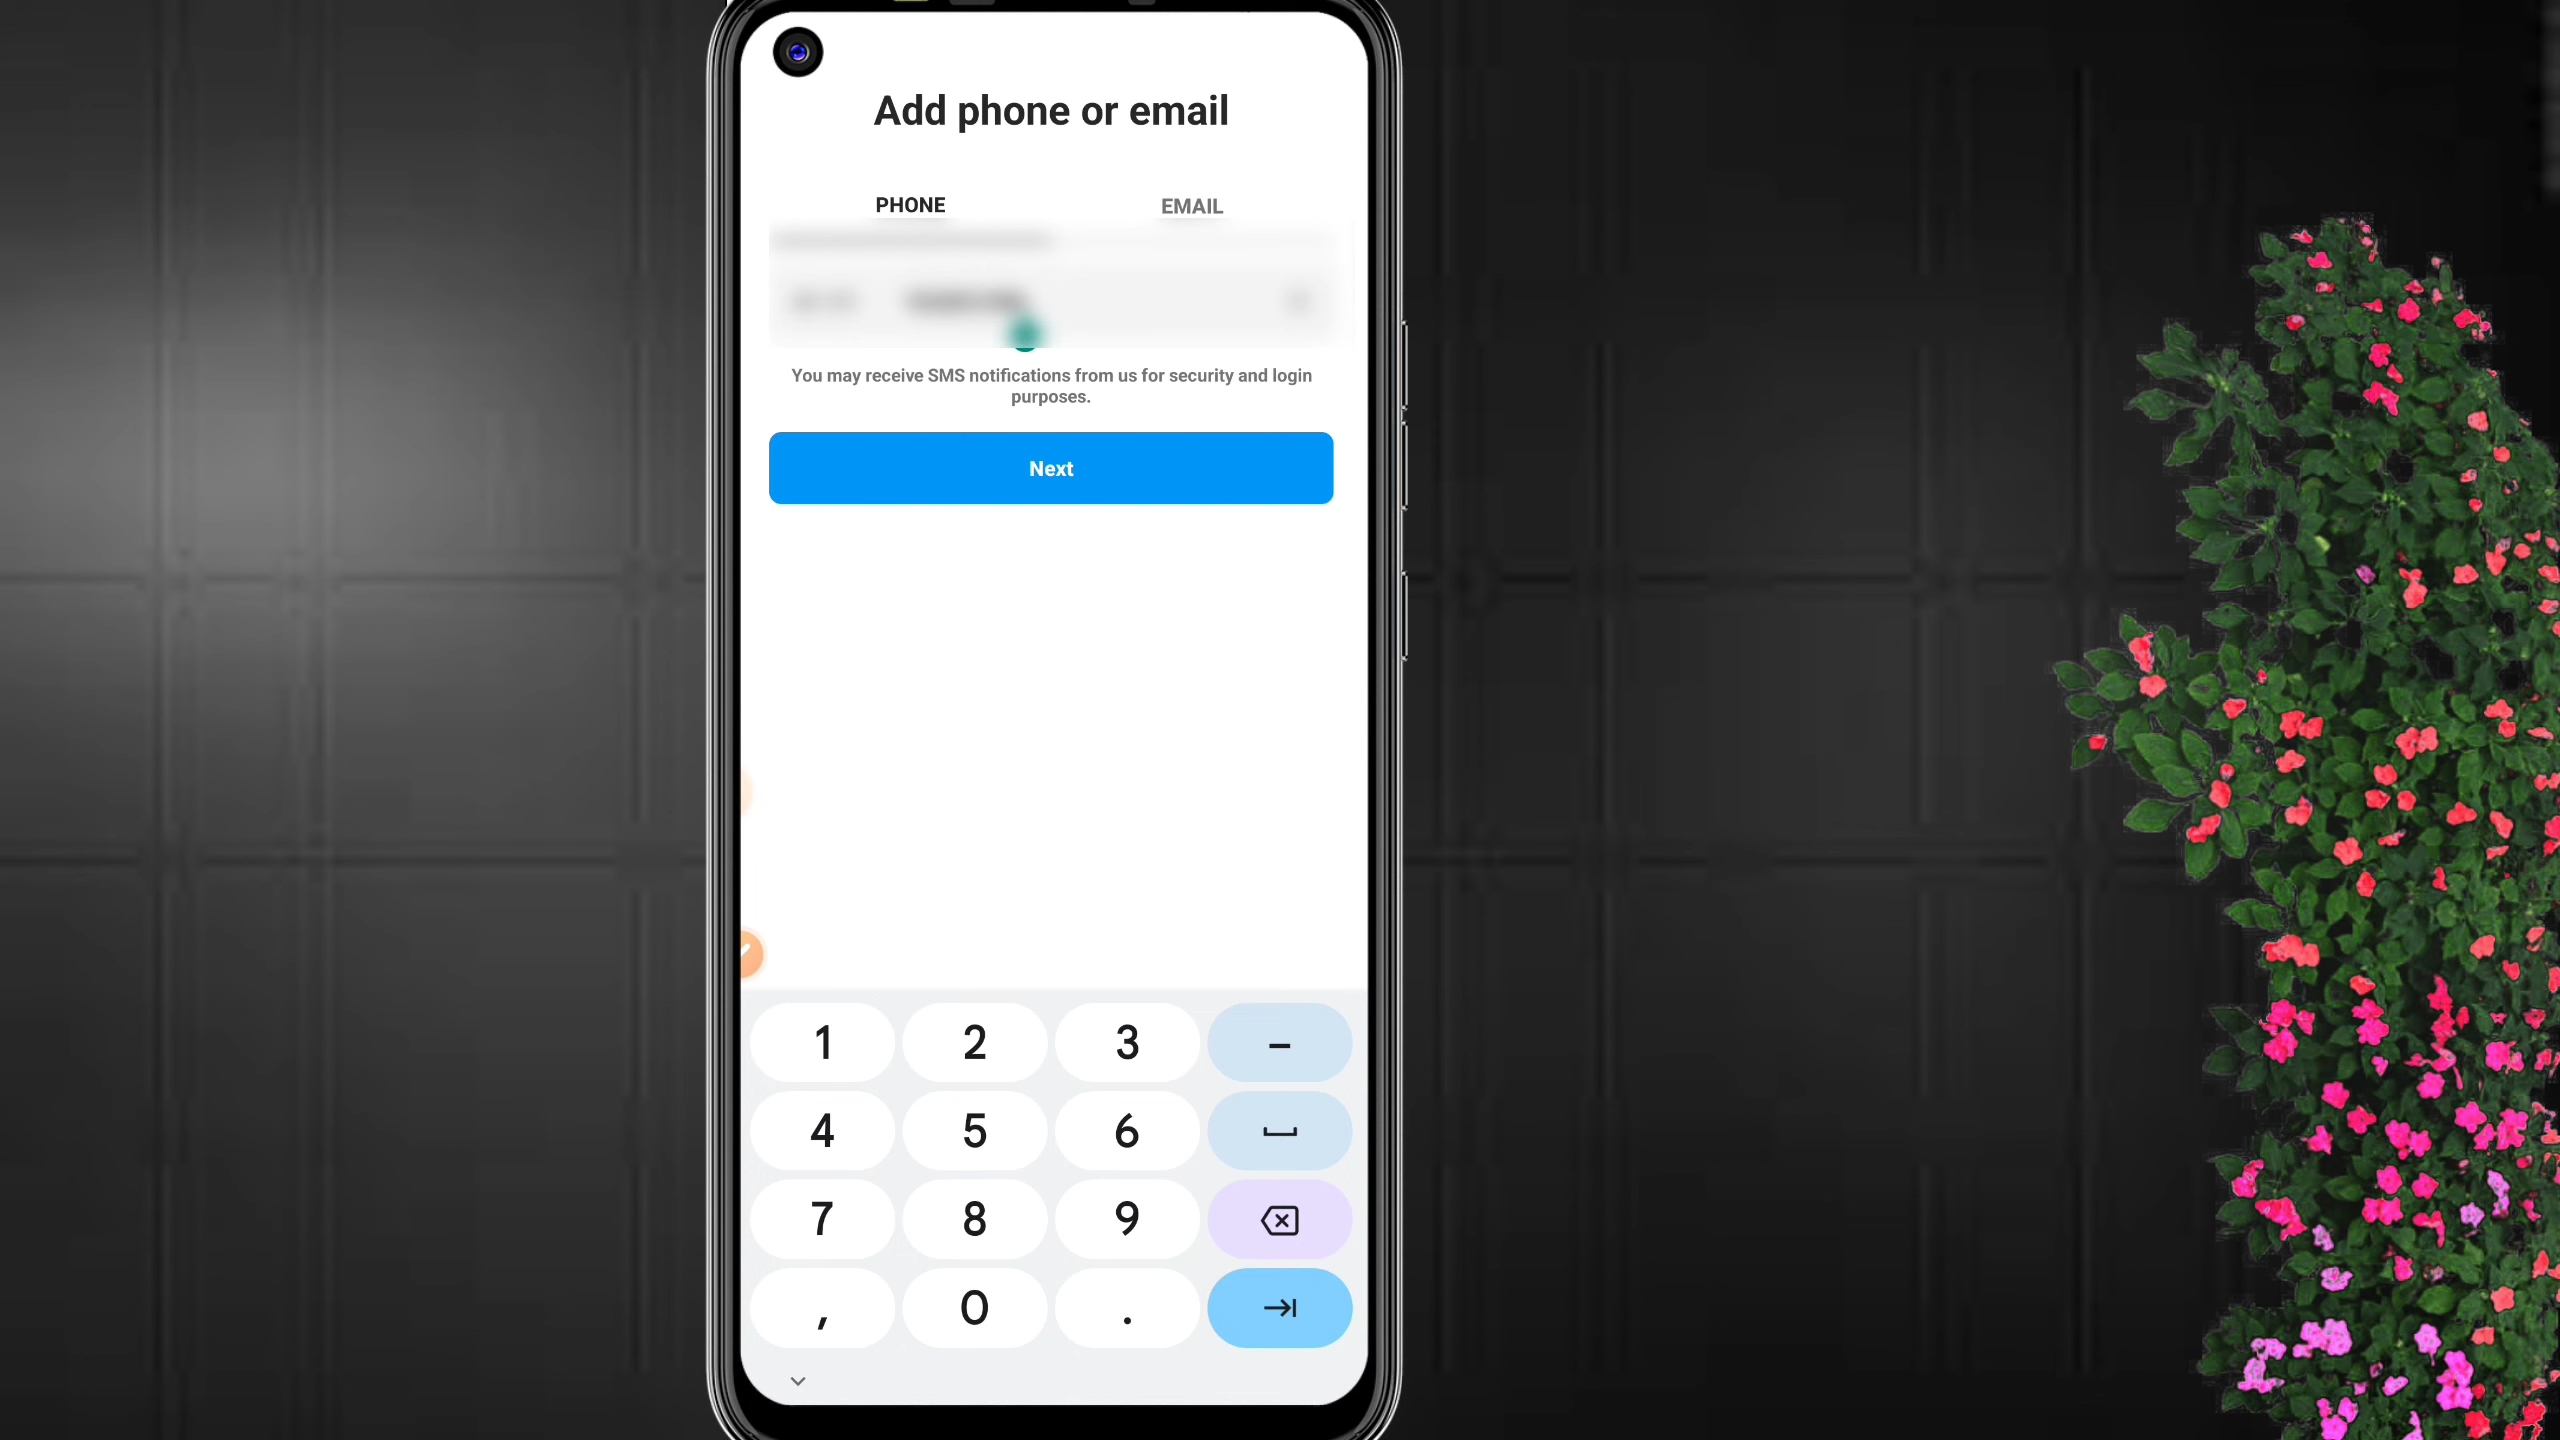 Add phone or email
PHONE
EMAIL
You may receive SMS notifications from us for security and login
purposes.
Next
1 2 3 –
4 5 6
7 8 9
, 0 .